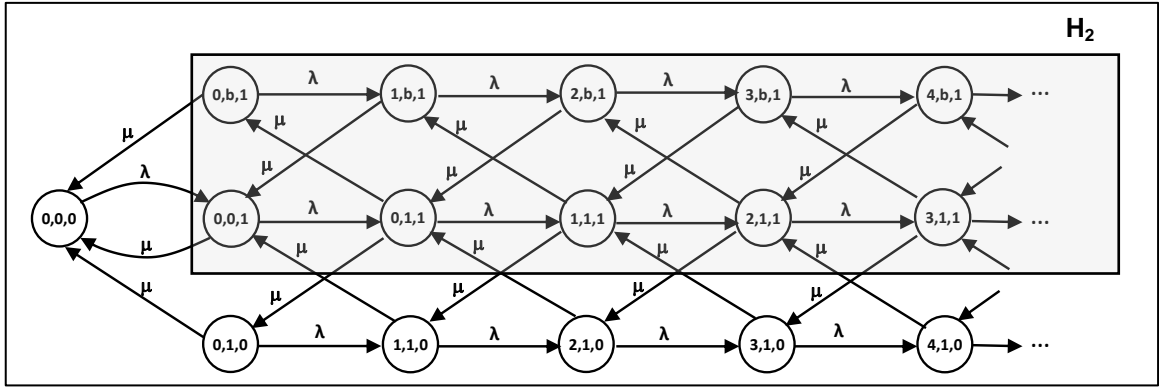 H₂
λ λ λ λ
0,b,1 1,b,1 2,b,1 3,b,1 4,b,1 ...
μ μ μ μ μ
λ μ μ μ μ
0,0,0 0,0,1 λ 0,1,1 λ 1,1,1 λ 2,1,1 λ 3,1,1 ...
μ μ μ μ μ
μ μ μ μ μ
0,1,0 λ 1,1,0 λ 2,1,0 λ 3,1,0 λ 4,1,0 ...